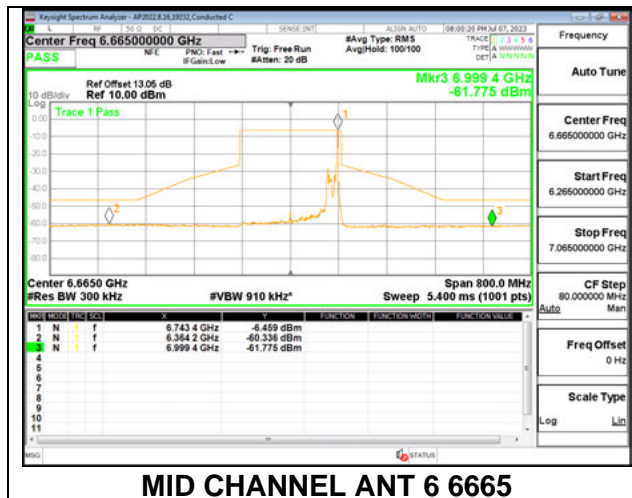 Keysight Spectrum Analyzer - AP2022.8.16,19232,Conducted C
L RF 50 Ω DC SENSE:INT ALIGN AUTO 08:00:20 PM Jul 07, 2023
Center Freq 6.665000000 GHz
PASS
NFE
PNO: Fast
IFGain:Low
Trig: Free Run
#Atten: 20 dB
#Avg Type: RMS
Avg|Hold: 100/100
TRACE 1 2 3 4 5 6
TYPE A WWWWW
DET A N N N N N
Frequency
Auto Tune
Center Freq
6.665000000 GHz
Start Freq
6.265000000 GHz
Stop Freq
7.065000000 GHz
CF Step
80.000000 MHz
Auto Man
Freq Offset
0 Hz
Scale Type
Log Lin
Ref Offset 13.05 dB
10 dB/div Ref 10.00 dBm
Mkr3 6.999 4 GHz
-61.775 dBm
Log
Trace 1 Pass
0.00
-10.0
-20.0
-30.0
-40.0
-50.0
-60.0
-70.0
-80.0
1
2
3
Center 6.6650 GHz Span 800.0 MHz
#Res BW 300 kHz #VBW 910 kHz* Sweep 5.400 ms (1001 pts)
MKR MODE TRC SCL X Y FUNCTION FUNCTION WIDTH FUNCTION VALUE
1 N 1 f 6.743 4 GHz -6.459 dBm
2 N 1 f 6.364 2 GHz -60.336 dBm
3 N 1 f 6.999 4 GHz -61.775 dBm
4
5
6
7
8
9
10
11
MSG STATUS
MID CHANNEL ANT 6 6665